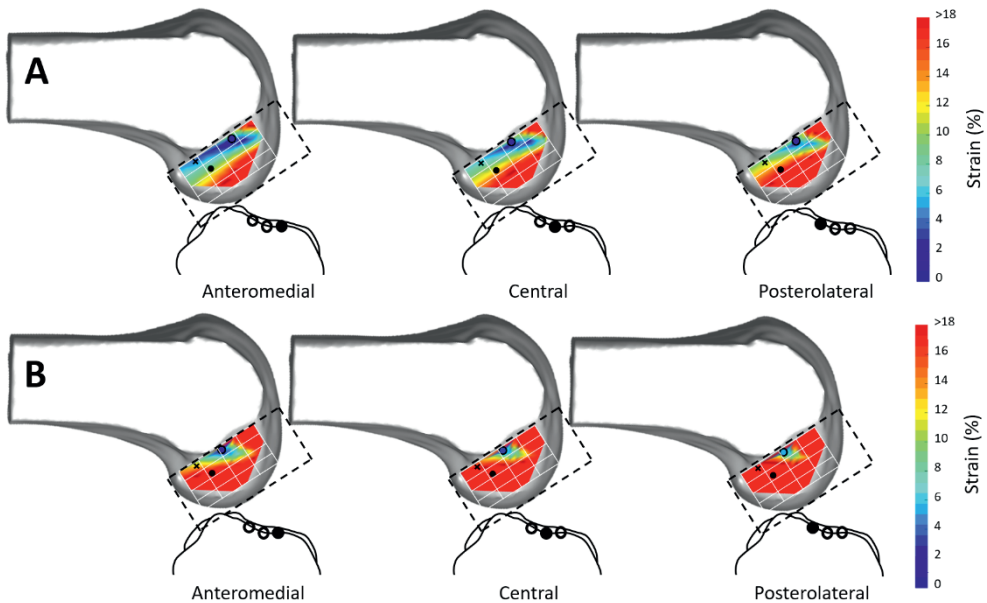 A
Anteromedial
Central
Posterolateral
>18
16
14
12
10
8
6
4
2
0
Strain (%)
B
Anteromedial
Central
Posterolateral
>18
16
14
12
10
8
6
4
2
0
Strain (%)